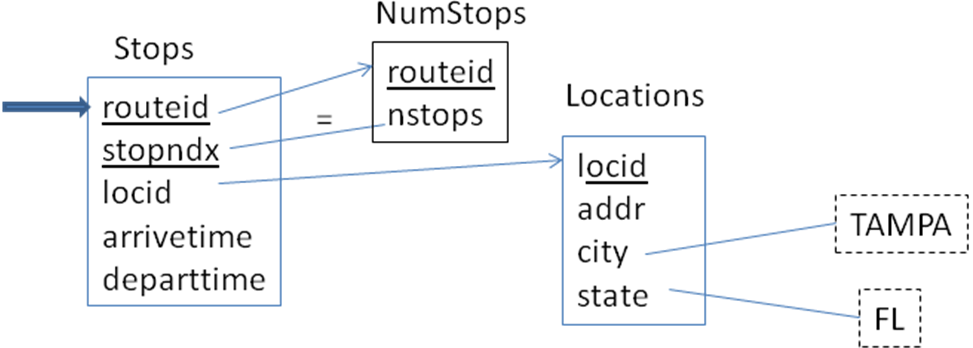 Stops
routeid
stopndx
locid
arrivetime
departtime
=
NumStops
routeid
nstops
Locations
locid
addr
city
state
TAMPA
FL